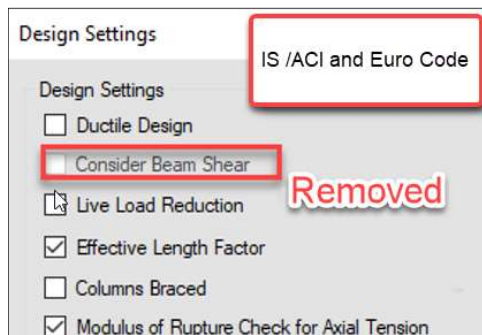 Design Settings
IS /ACI and Euro Code
Design Settings
Ductile Design
Consider Beam Shear
Removed
Live Load Reduction
Effective Length Factor
Columns Braced
Modulus of Rupture Check for Axial Tension